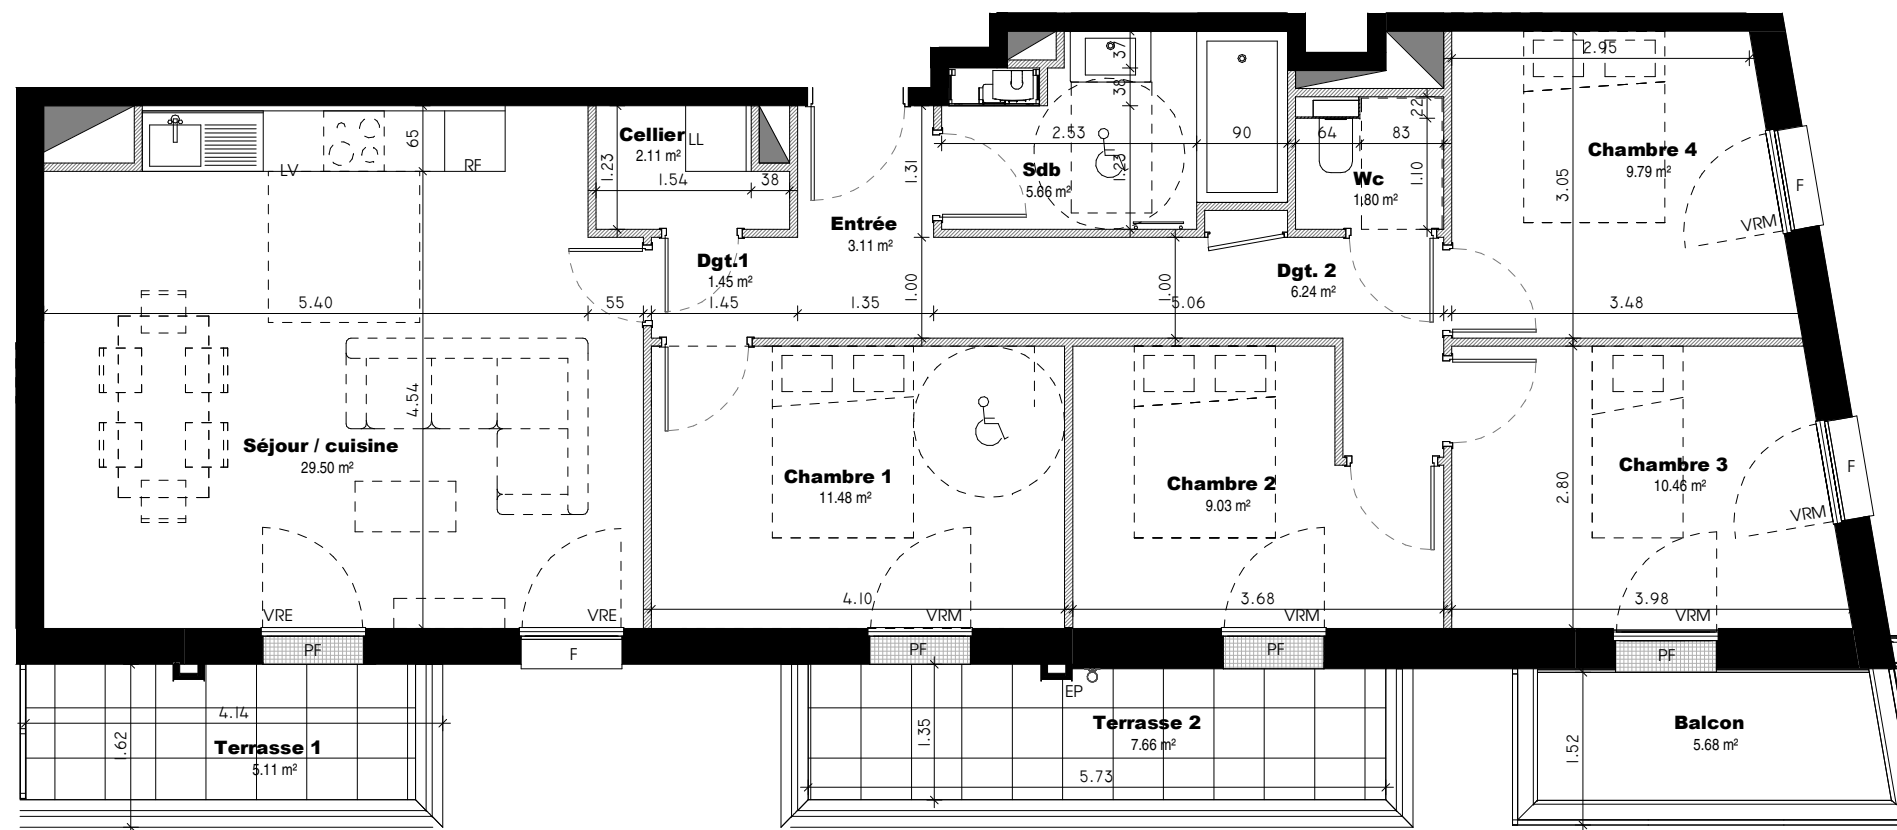 Cellier
2.11 m²
LL
1.54
38
1.23
65
LV
RF
Entrée
3.11 m²
1.31
1.00
Dgt.1
1.45 m²
5.40
55
1.45
1.35
Sdb
5.66 m²
2.53
90
37
38
1.23
64
83
22
Wc
1.80 m²
1.10
Dgt. 2
6.24 m²
1.00
5.06
2.95
Chambre 4
9.79 m²
3.05
VRM
F
3.48
Séjour / cuisine
29.50 m²
4.54
VRE
VRE
PF
F
Chambre 1
11.48 m²
4.10
VRM
PF
Chambre 2
9.03 m²
3.68
VRM
PF
Chambre 3
10.46 m²
2.80
VRM
F
3.98
VRM
PF
4.14
1.62
Terrasse 1
5.11 m²
EP
1.35
Terrasse 2
7.66 m²
5.73
1.52
Balcon
5.68 m²